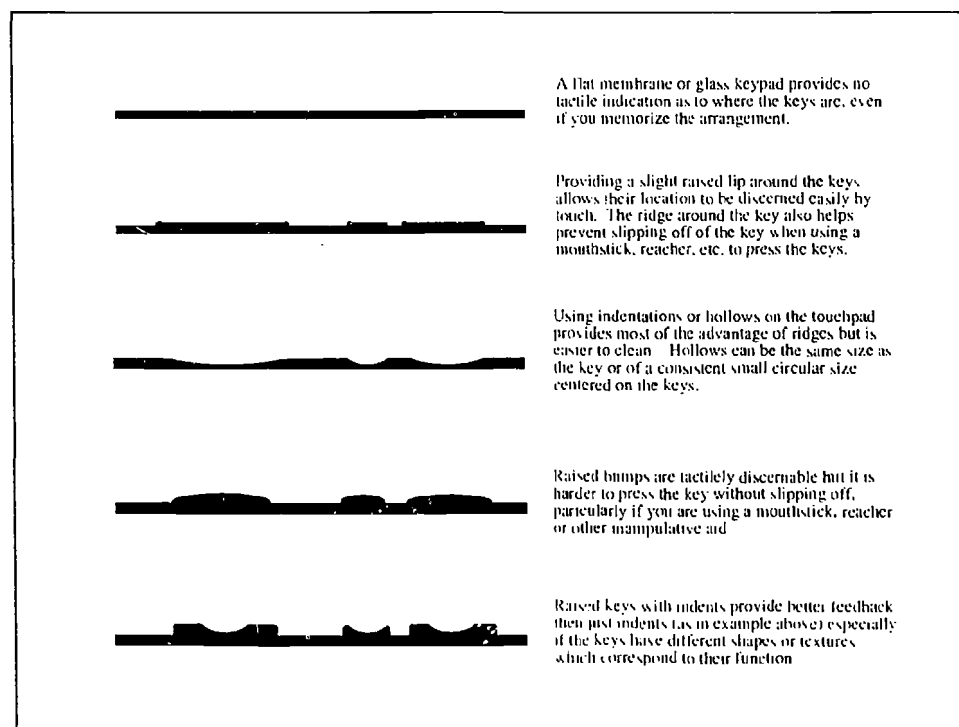 A flat membrane or glass keypad provides no
tactile indication as to where the keys are, even
if you memorize the arrangement.
Providing a slight raised lip around the keys
allows their location to be discerned easily by
touch. The ridge around the key also helps
prevent slipping off of the key when using a
mouthstick, reacher, etc. to press the keys.
Using indentations or hollows on the touchpad
provides most of the advantage of ridges but is
easier to clean Hollows can be the same size as
the key or of a consistent small circular size
centered on the keys.
Raised bumps are tactilely discernable but it is
harder to press the key without slipping off,
paricularly if you are using a mouthstick, reacher
or other manipulative aid
Raised keys with indents provide better feedback
then just indents (as in example above) especially
if the keys have different shapes or textures
which correspond to their function